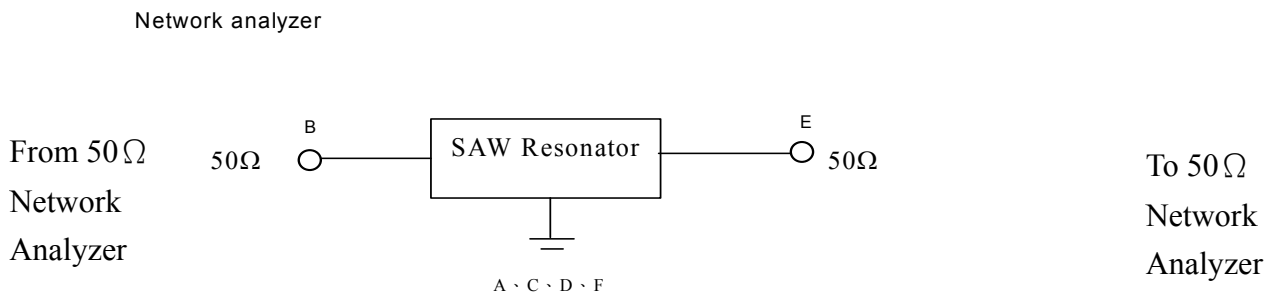 Network analyzer
B
E
From 50Ω
Network
Analyzer
50Ω
SAW Resonator
50Ω
To 50Ω
Network
Analyzer
A、C、D、F